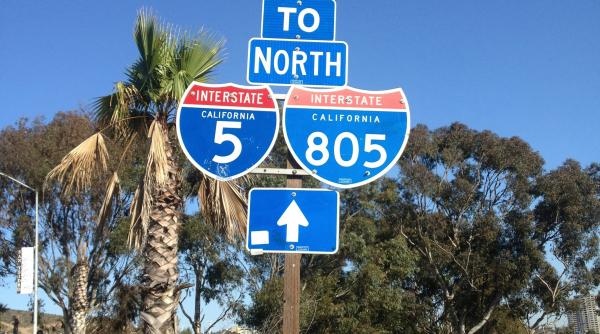 TO
NORTH
INTERSTATE
CALIFORNIA
5
INTERSTATE
CALIFORNIA
805